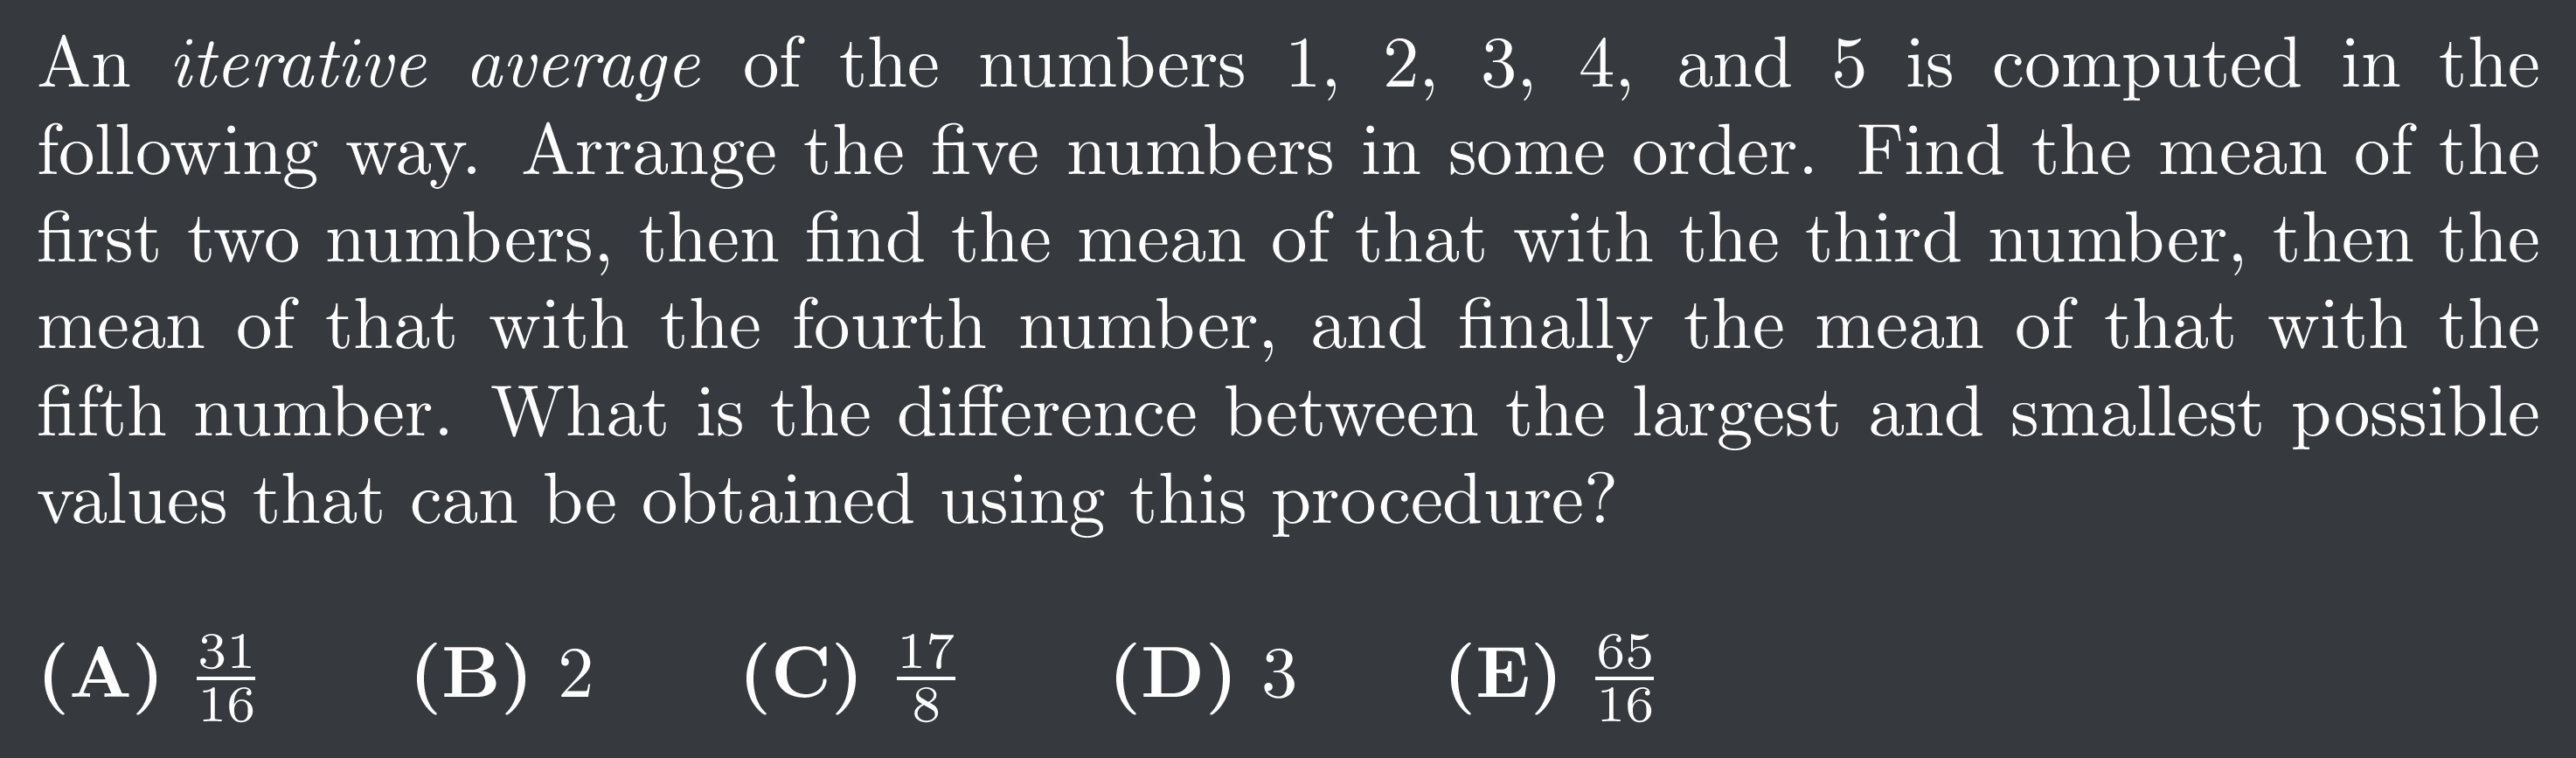 An iterative average of the numbers 1, 2, 3, 4, and 5 is computed in the
following way. Arrange the five numbers in some order. Find the mean of the
first two numbers, then find the mean of that with the third number, then the
mean of that with the fourth number, and finally the mean of that with the
fifth number. What is the difference between the largest and smallest possible
values that can be obtained using this procedure?
(A) 31/16 (B) 2 (C) 17/8 (D) 3 (E) 65/16